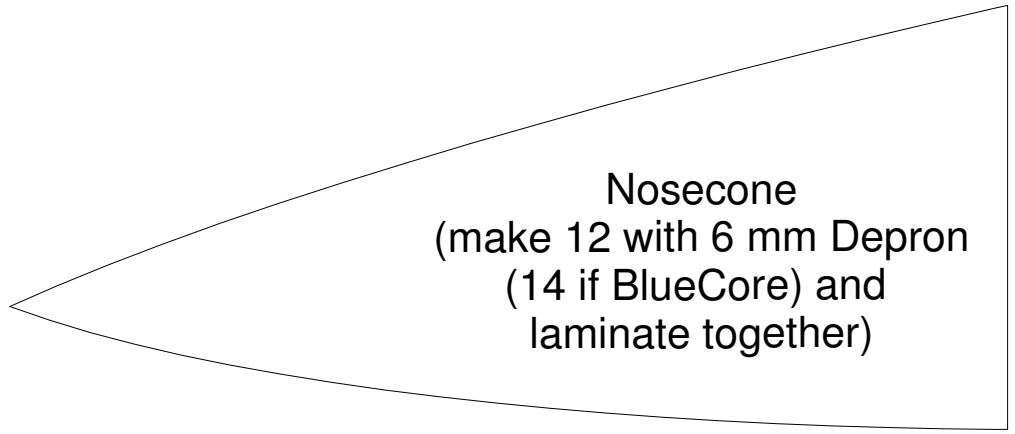 Nosecone
(make 12 with 6 mm Depron
(14 if BlueCore) and
laminate together)